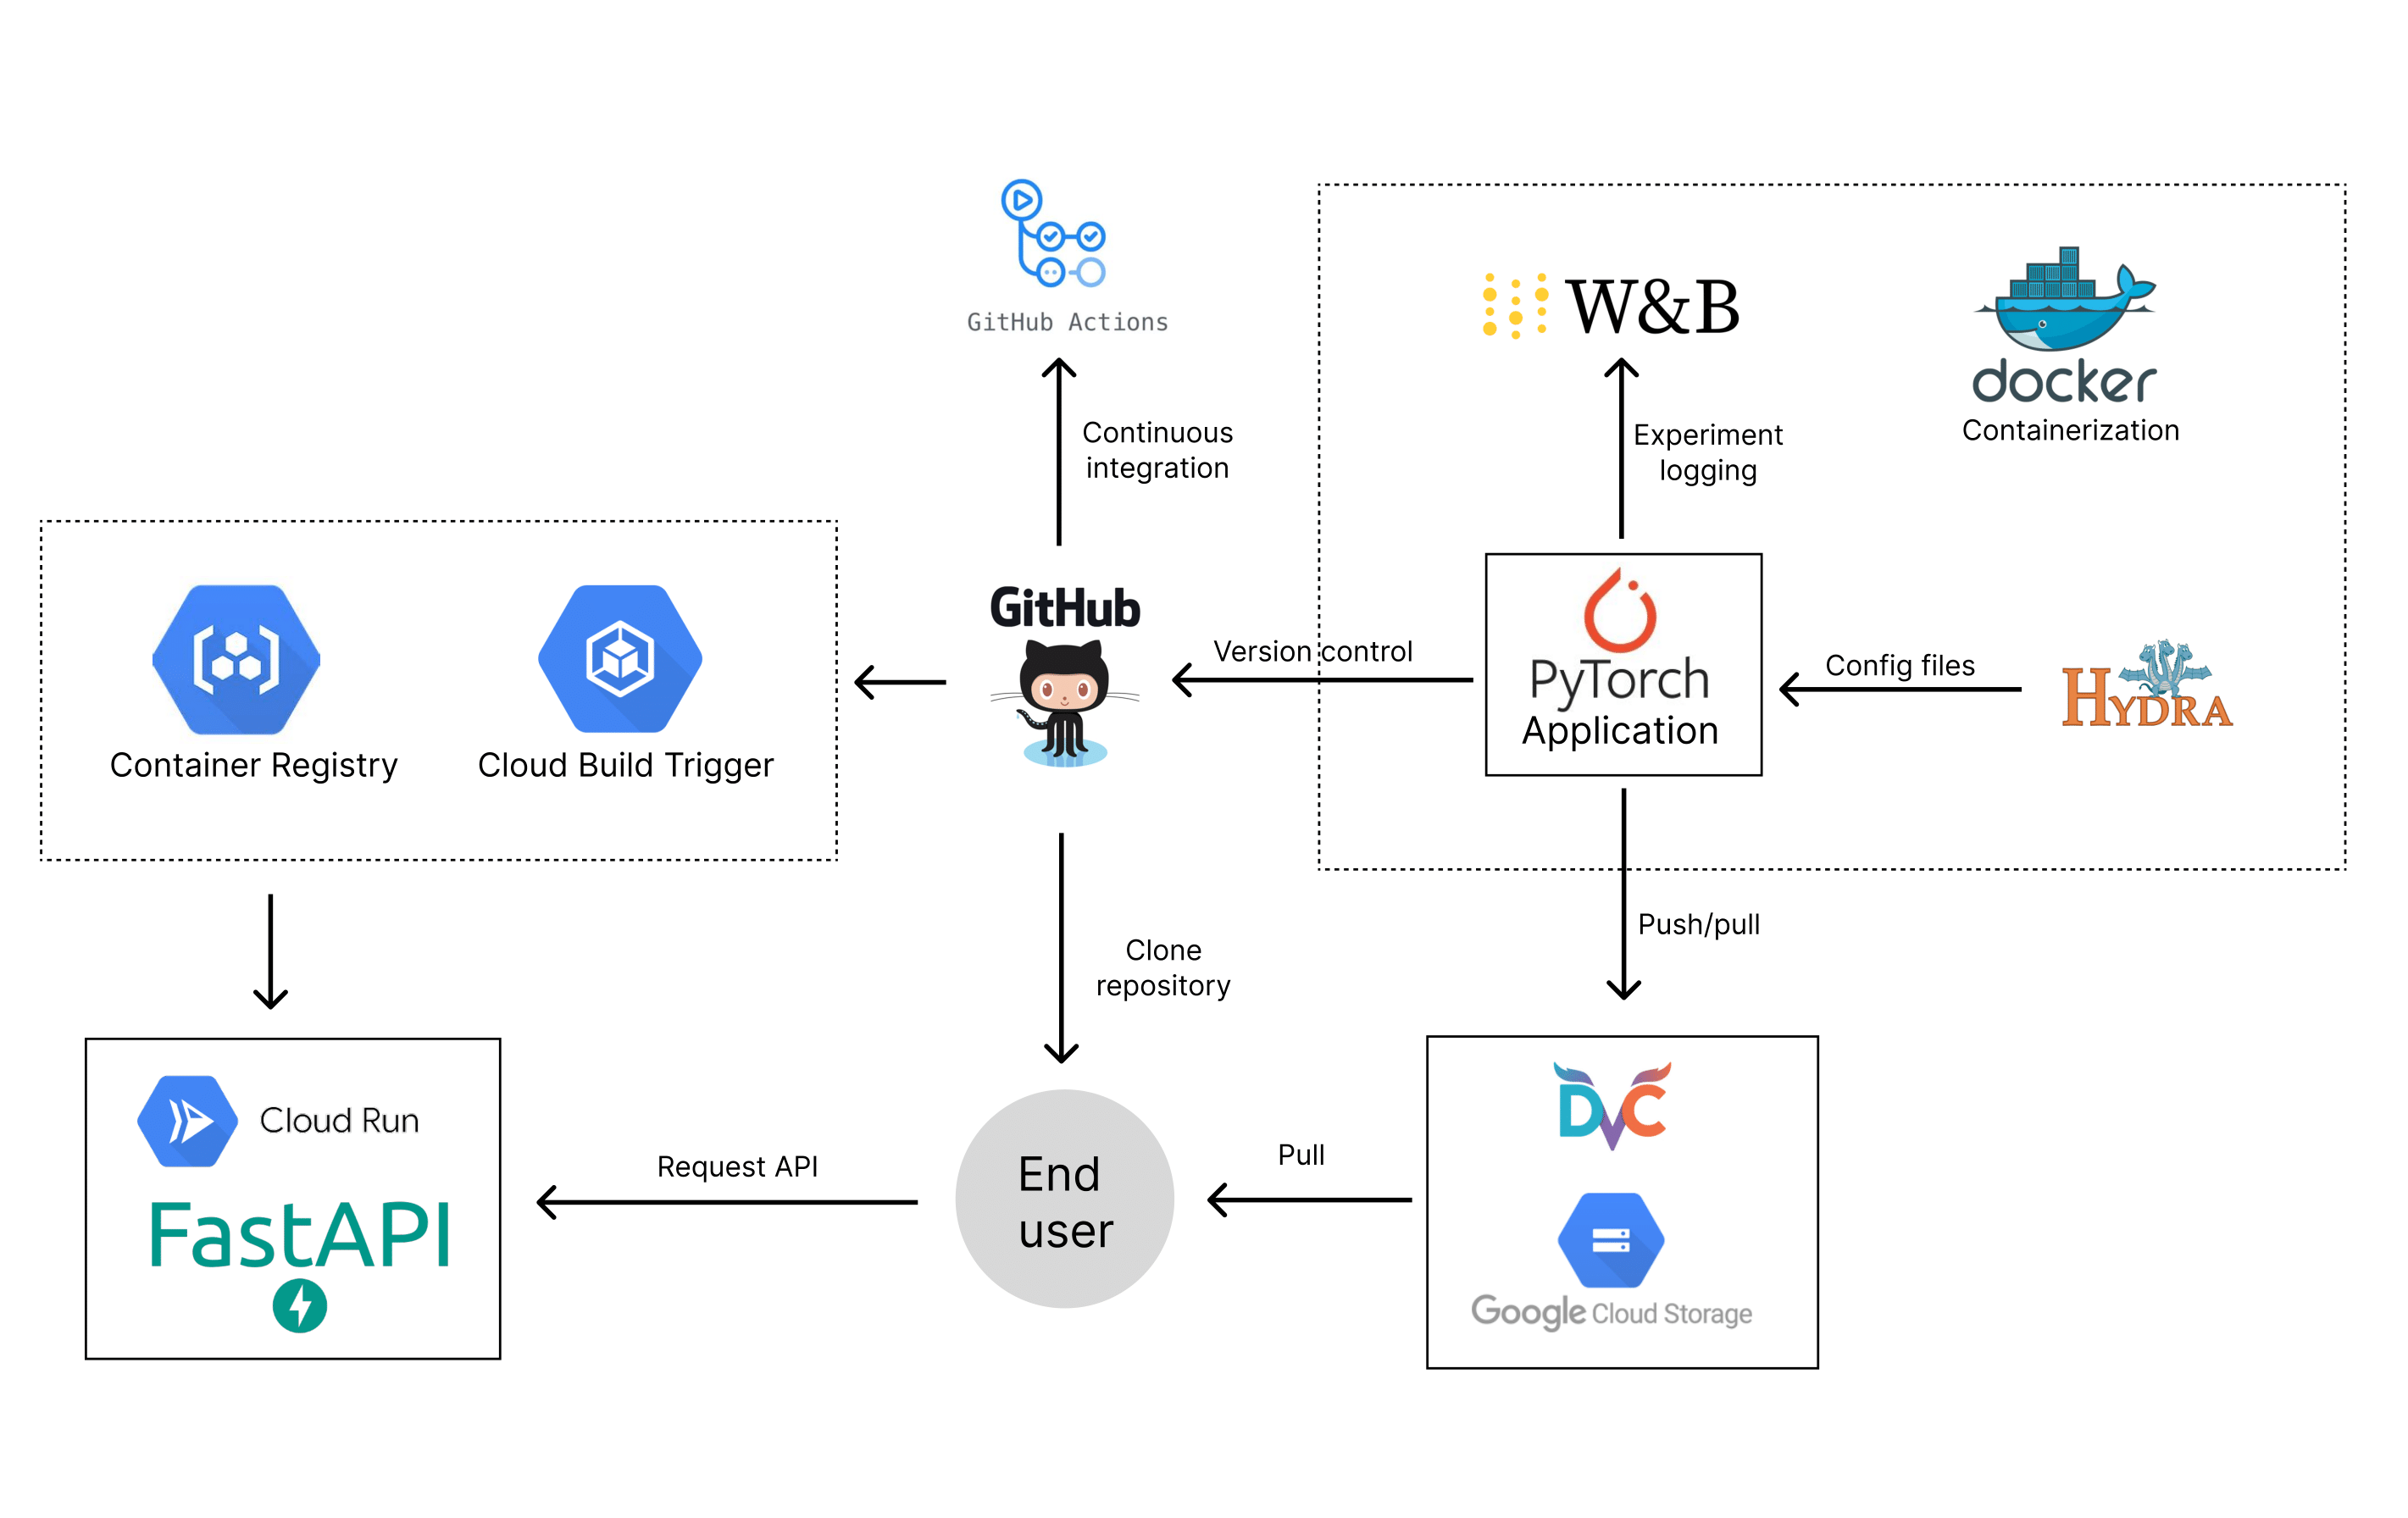 GitHub Actions
W&B
docker
Containerization
Continuous
integration
Experiment
logging
GitHub
Version control
PyTorch
Application
Config files
HYDRA
Container Registry
Cloud Build Trigger
Clone
repository
Push/pull
Cloud Run
FastAPI
Request API
End
user
Pull
DVC
Google Cloud Storage